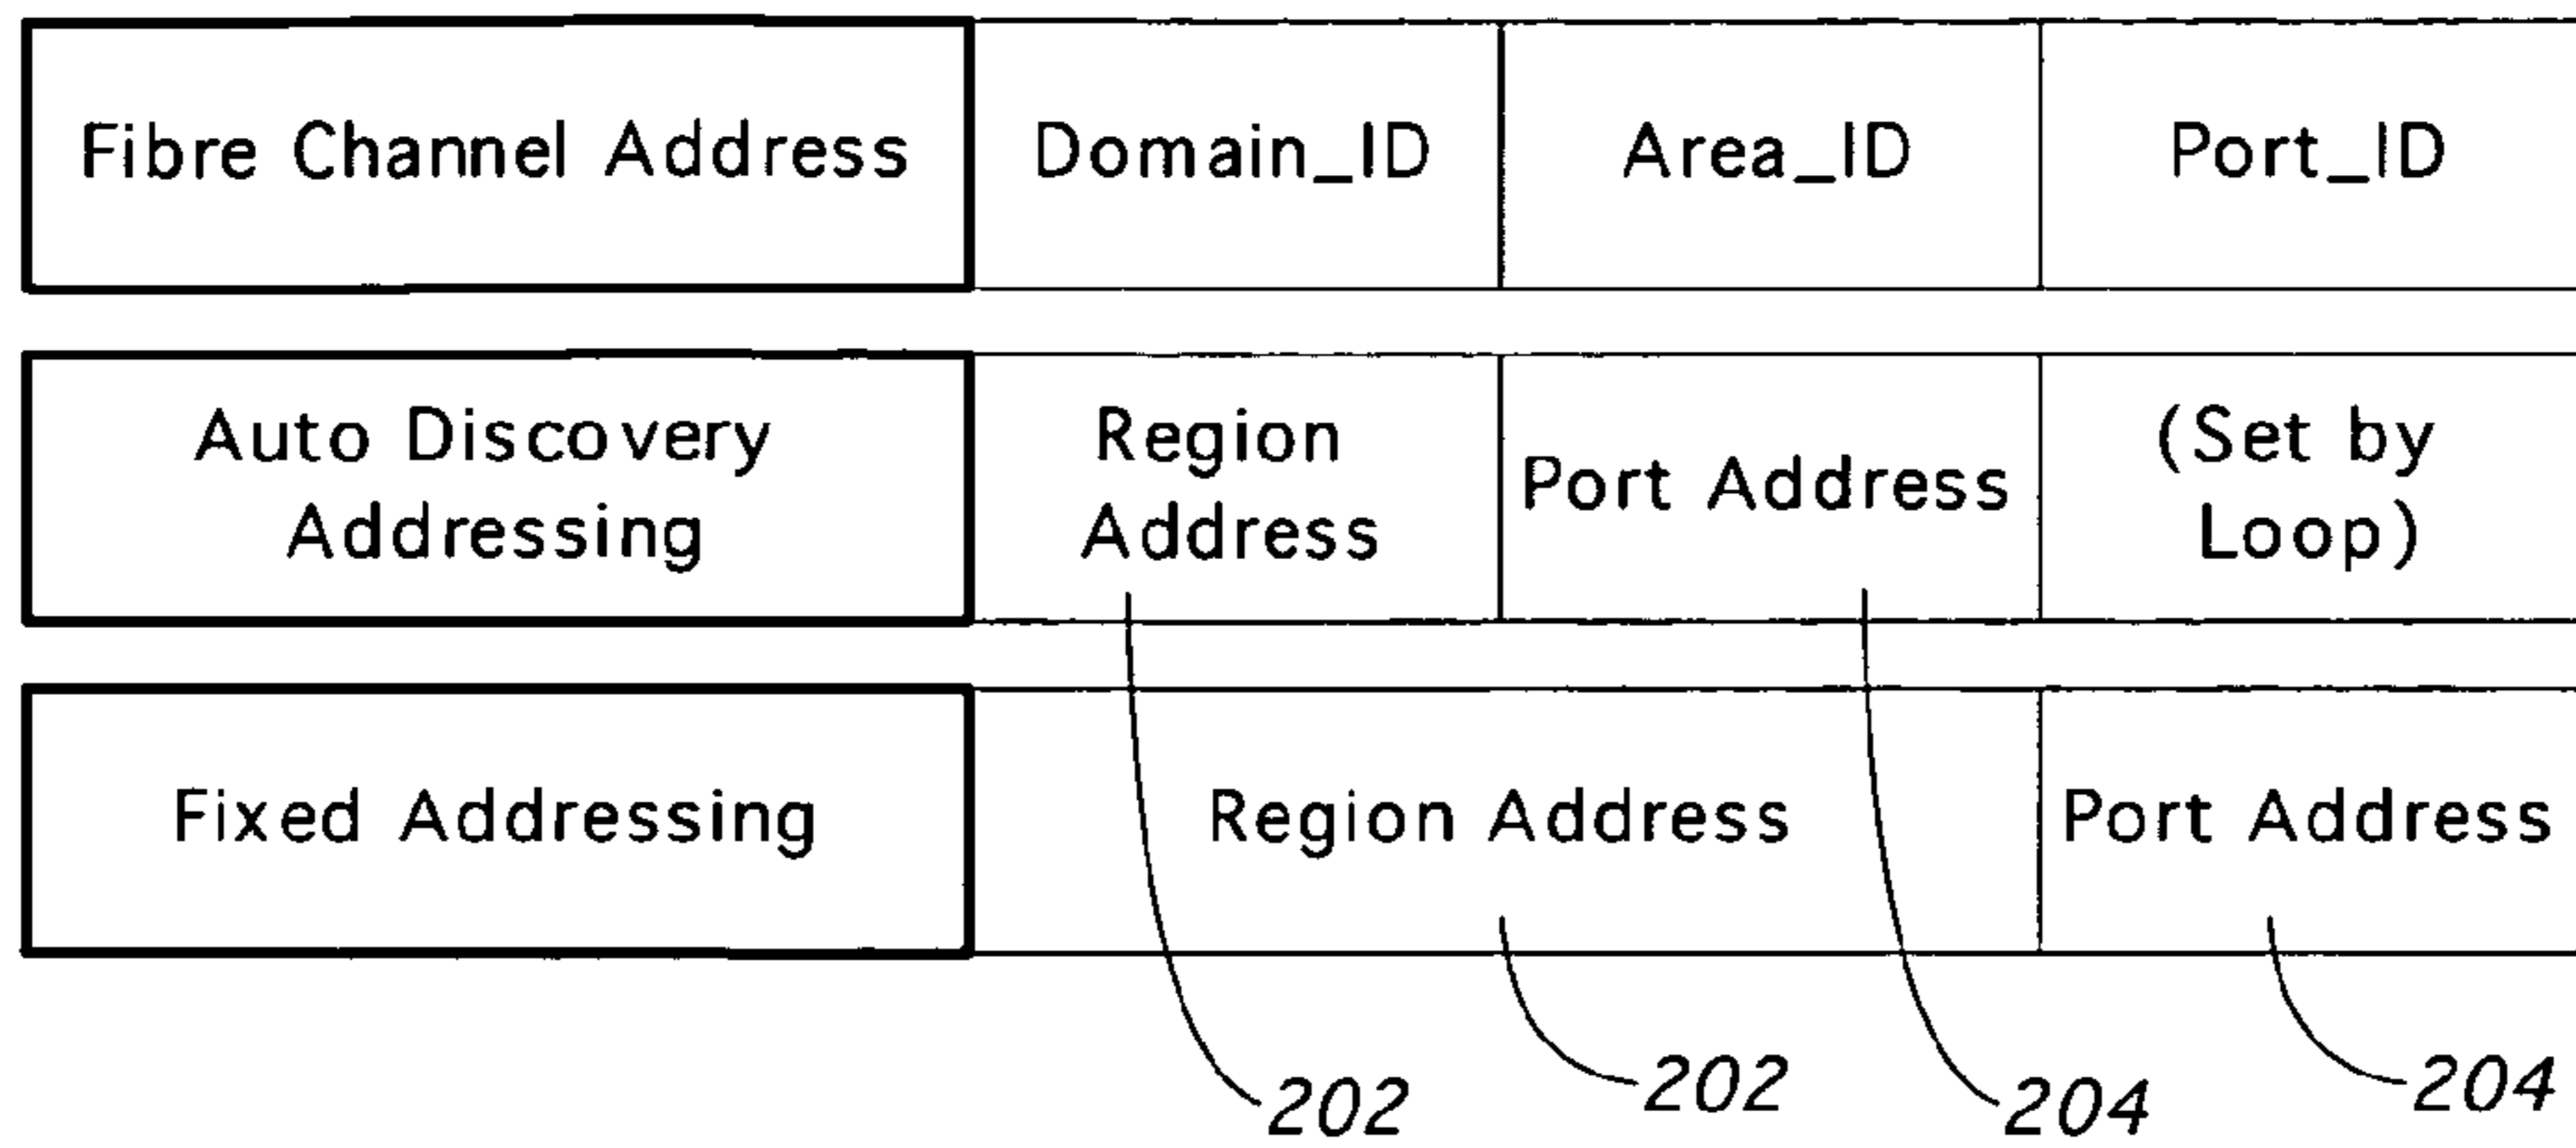 Fibre Channel Address Domain_ID Area_ID Port_ID
Auto Discovery
Addressing
Region
Address
Port Address
(Set by
Loop)
Fixed Addressing Region Address Port Address
202 202 204 204